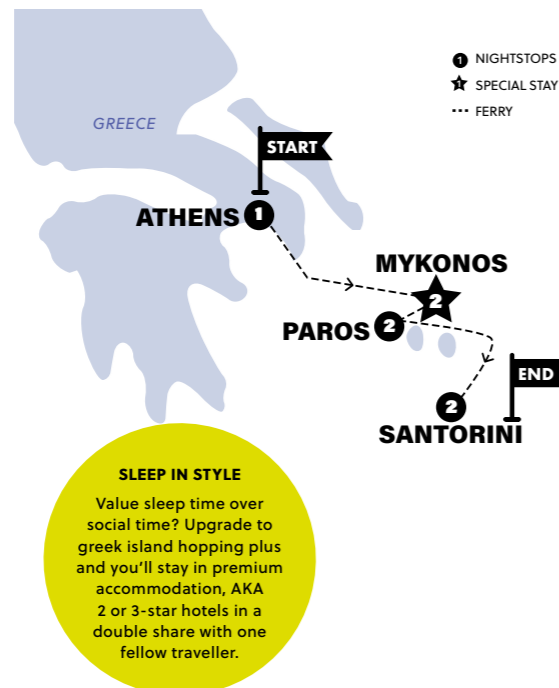 1 NIGHTSTOPS
1 SPECIAL STAY
FERRY
GREECE
START
ATHENS 1
MYKONOS
2
PAROS 2
END
2
SANTORINI
SLEEP IN STYLE
Value sleep time over
social time? Upgrade to
greek island hopping plus
and you’ll stay in premium
accommodation, AKA
2 or 3-star hotels in a
double share with one
fellow traveller.